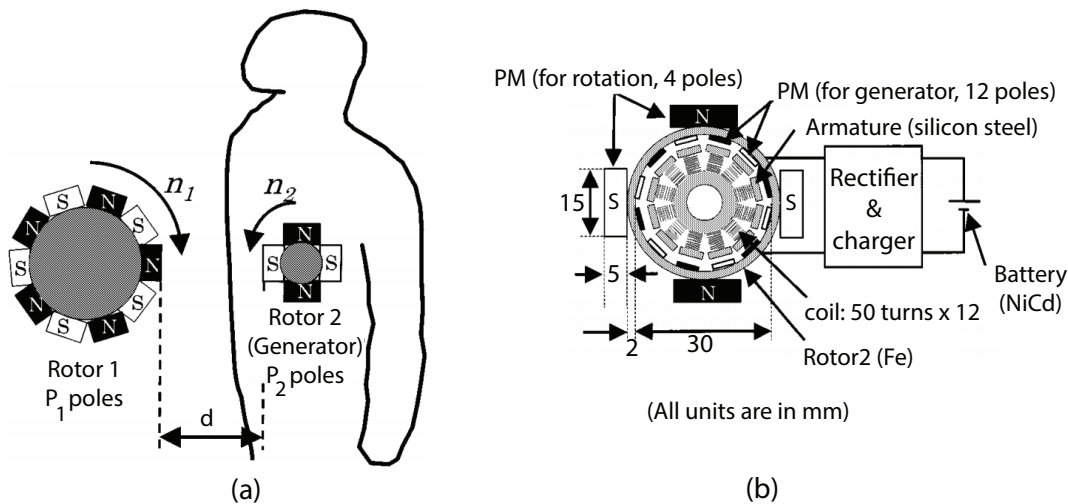 n1
n2
S
N
S
N
N
S
S
N
N
S
N
S
S
N
Rotor 1
P1 poles
Rotor 2
(Generator)
P2 poles
d
(a)
PM (for rotation, 4 poles)
PM (for generator, 12 poles)
Armature (silicon steel)
N
S
S
N
15
5
2
30
Rectifier
&
charger
Battery
(NiCd)
coil: 50 turns x 12
Rotor2 (Fe)
(All units are in mm)
(b)